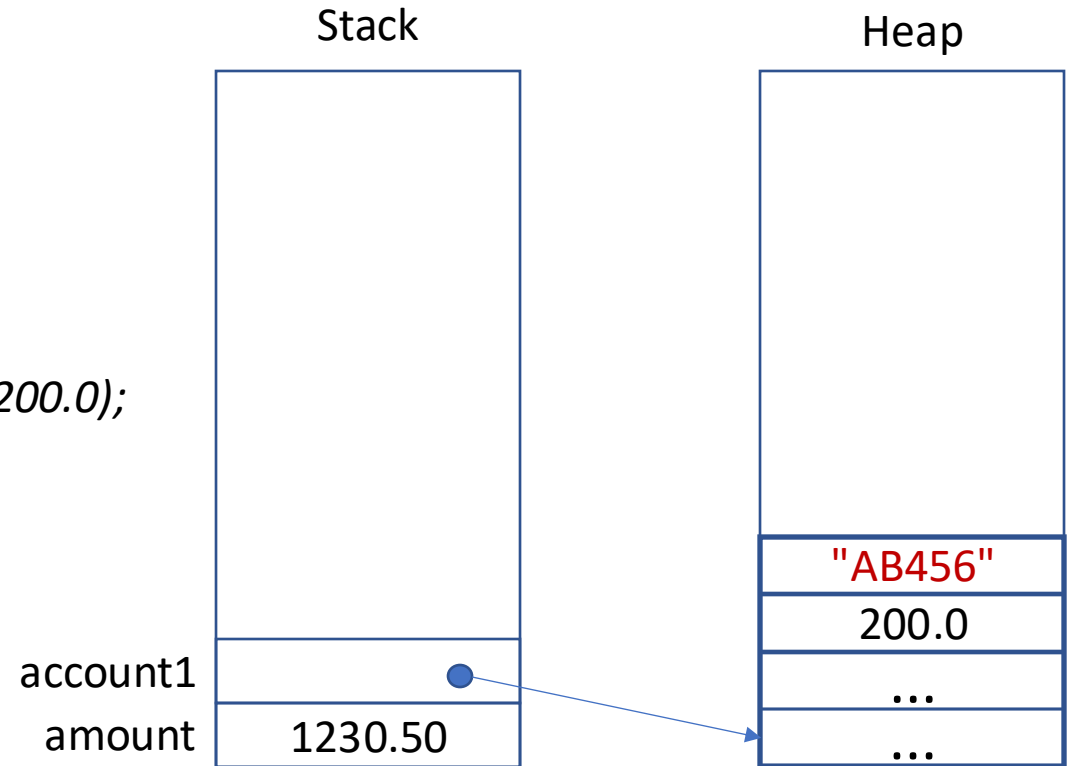 Stack
Heap
200.0);
"AB456"
200.0
account1
...
amount
1230.50
...